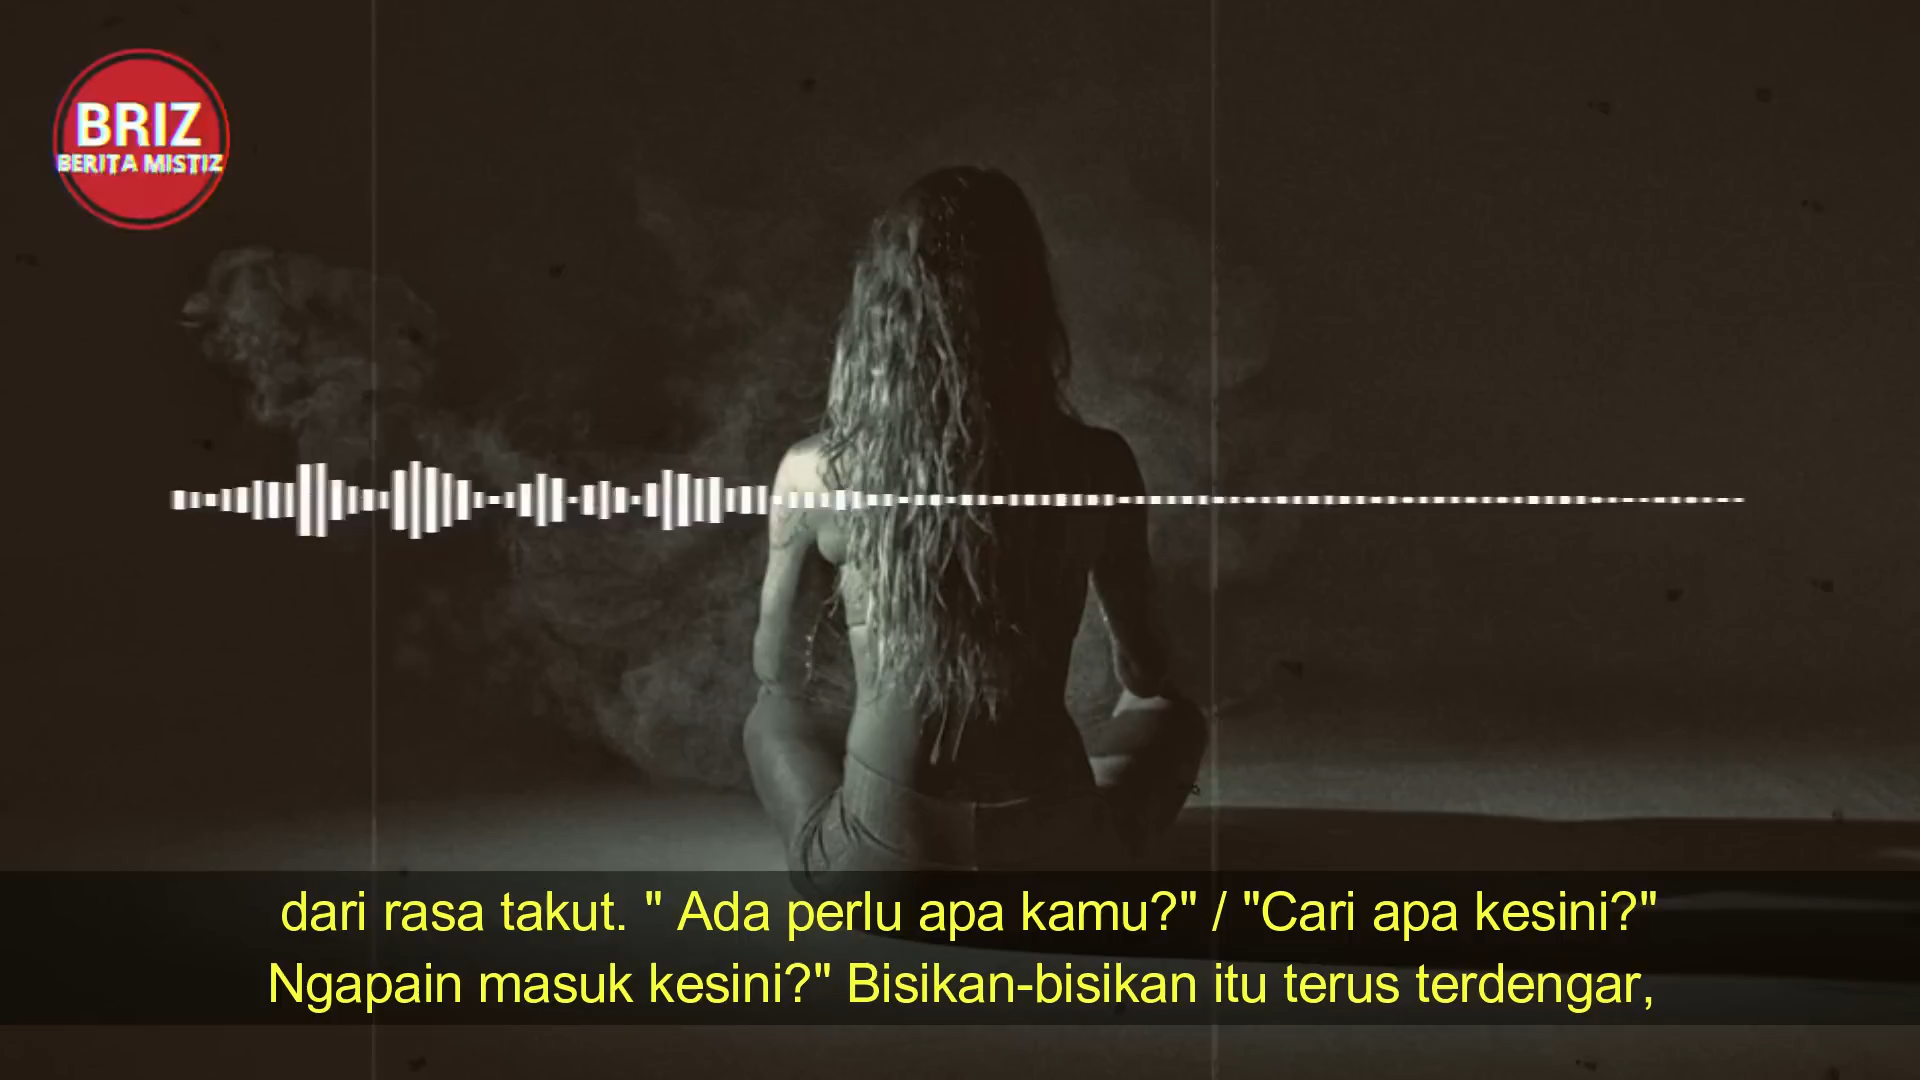 BRIZ
BERITA MISTIZ
dari rasa takut. " Ada perlu apa kamu?" / "Cari apa kesini?"
Ngapain masuk kesini?" Bisikan-bisikan itu terus terdengar,